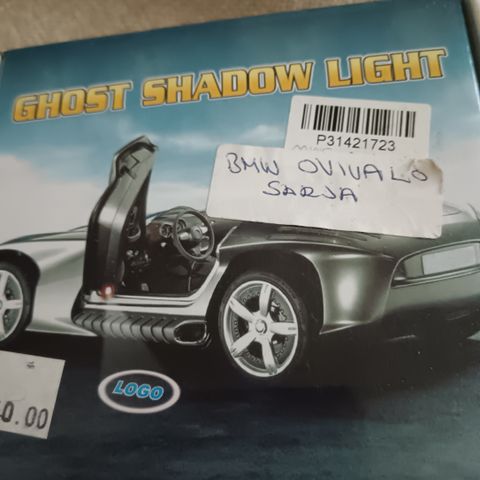 GHOST SHADOW LIGHT
P31421723
BMW OVIVALO
SARJA
LOGO
0.00